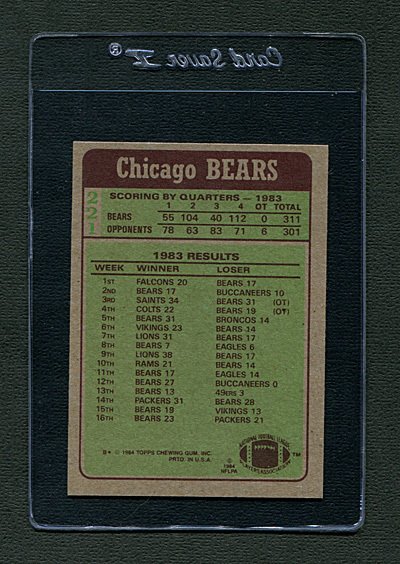 Card Saver II®
Chicago BEARS
221
SCORING BY QUARTERS — 1983
1 2 3 4 OT TOTAL
BEARS 55 104 40 112 0 311
OPPONENTS 78 63 83 71 6 301
1983 RESULTS
WEEK WINNER LOSER
1ST FALCONS 20 BEARS 17
2ND BEARS 17 BUCCANEERS 10
3RD SAINTS 34 BEARS 31 (OT)
4TH COLTS 22 BEARS 19 (OT)
5TH BEARS 31 BRONCOS 14
6TH VIKINGS 23 BEARS 14
7TH LIONS 31 BEARS 17
8TH BEARS 7 EAGLES 6
9TH LIONS 38 BEARS 17
10TH RAMS 21 BEARS 14
11TH BEARS 17 EAGLES 14
12TH BEARS 27 BUCCANEERS 0
13TH BEARS 13 49ERS 3
14TH PACKERS 31 BEARS 28
15TH BEARS 19 VIKINGS 13
16TH BEARS 23 PACKERS 21
B* © 1984 TOPPS CHEWING GUM, INC.
PRTD. IN U.S.A.
© 1984
NFLPA
NATIONAL FOOTBALL LEAGUE
PLAYERS ASSOCIATION
TM